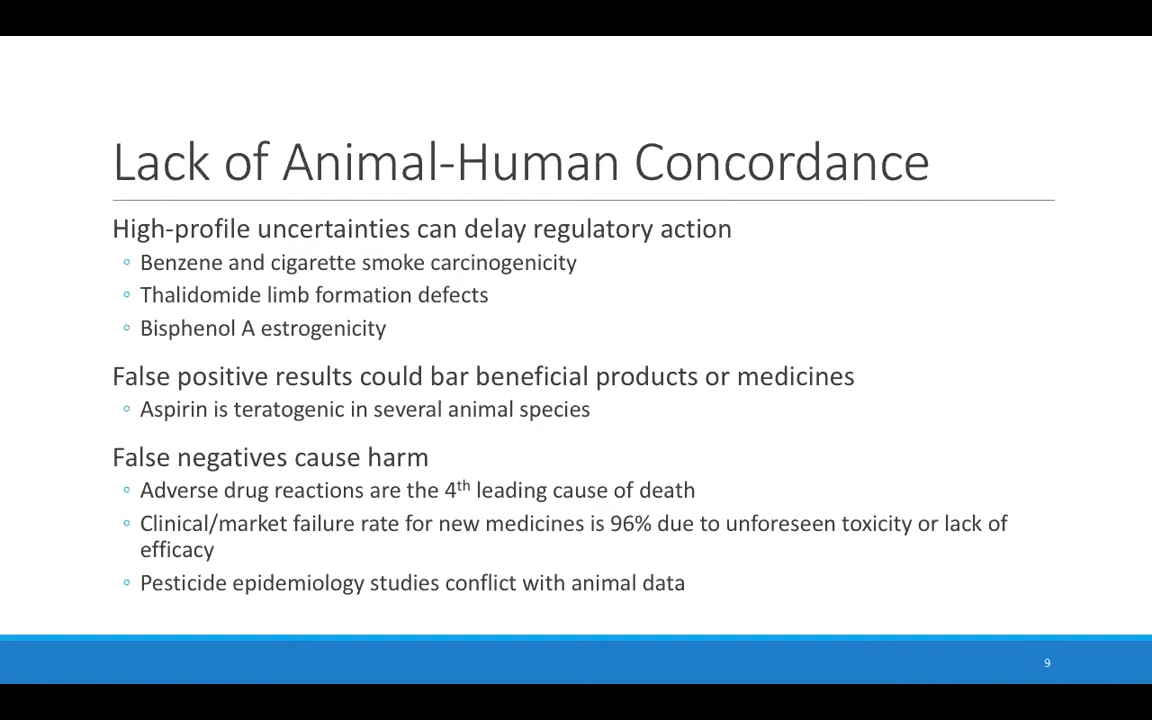 Lack of Animal-Human Concordance
High-profile uncertainties can delay regulatory action
◦ Benzene and cigarette smoke carcinogenicity
◦ Thalidomide limb formation defects
◦ Bisphenol A estrogenicity
False positive results could bar beneficial products or medicines
◦ Aspirin is teratogenic in several animal species
False negatives cause harm
◦ Adverse drug reactions are the 4th leading cause of death
◦ Clinical/market failure rate for new medicines is 96% due to unforeseen toxicity or lack of
efficacy
◦ Pesticide epidemiology studies conflict with animal data
9